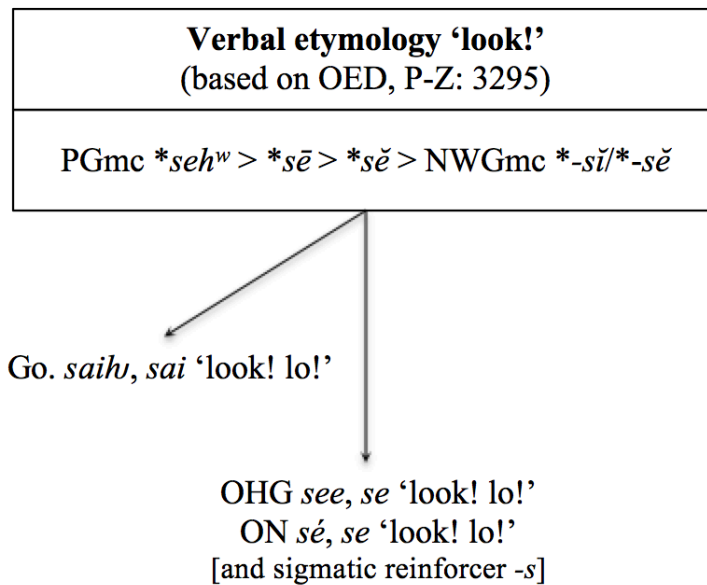 Verbal etymology ‘look!’
(based on OED, P-Z: 3295)
PGmc *sehʷ > *sē > *sĕ > NWGmc *-sĭ/*-sĕ
Go. saiƕ, sai ‘look! lo!’
OHG see, se ‘look! lo!’
ON sé, se ‘look! lo!’
[and sigmatic reinforcer -s]